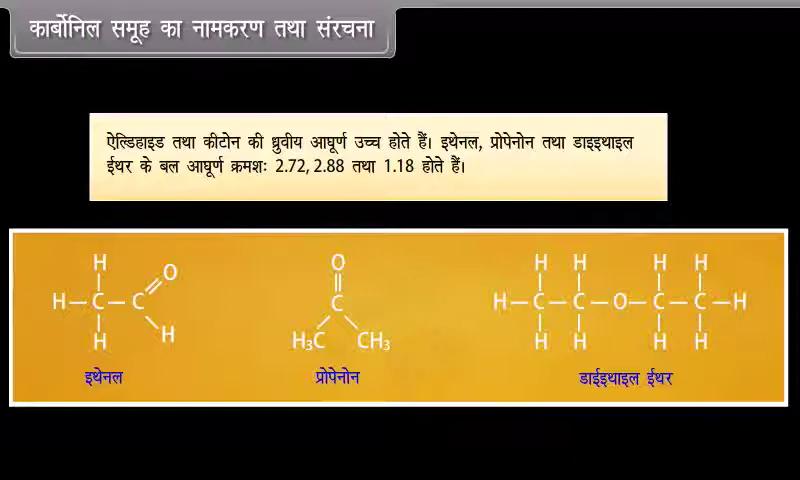 कार्बोनिल समूह का नामकरण तथा संरचना
ऐल्डिहाइड तथा कीटोन की ध्रुवीय आघूर्ण उच्च होते हैं। इथेनल, प्रोपेनोन तथा डाइइथाइल
ईथर के बल आघूर्ण क्रमशः 2.72, 2.88 तथा 1.18 होते हैं।
H O
H C C
H H
इथेनल
O
C
H₃C CH₃
प्रोपेनोन
H H H H
H C C O C C H
H H H H
डाईइथाइल ईथर